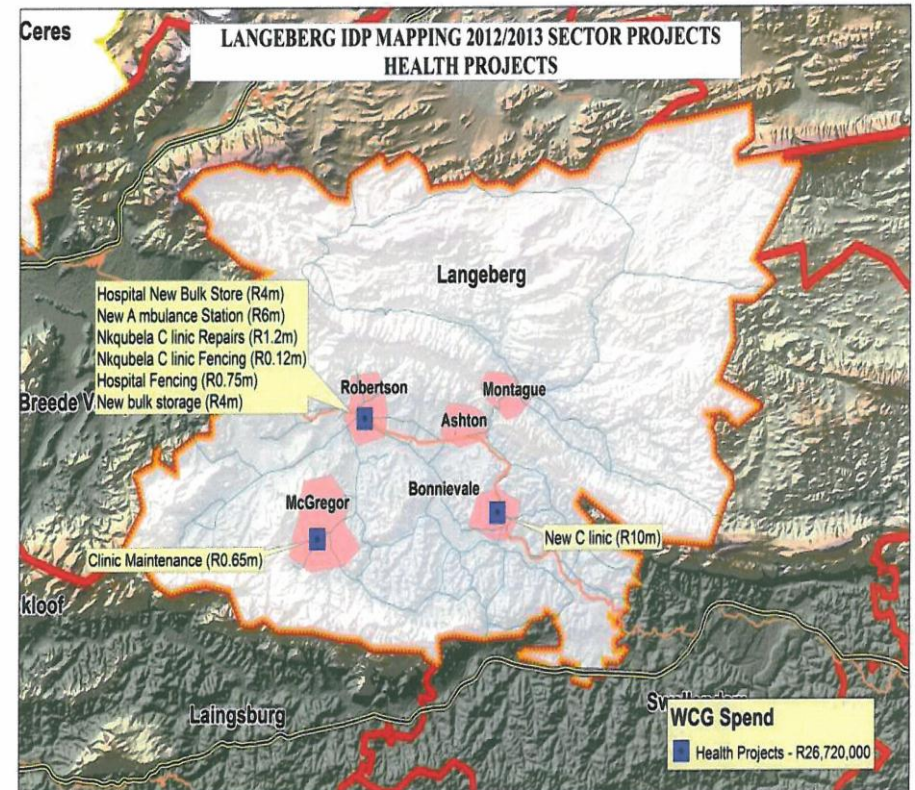 Ceres
LANGEBERG IDP MAPPING 2012/2013 SECTOR PROJECTS
HEALTH PROJECTS
Langeberg
Hospital New Bulk Store (R4m)
New A mbulance Station (R6m)
Nkqubela C linic Repairs (R1.2m)
Nkqubela C linic Fencing (R0.12m)
Hospital Fencing (R0.75m)
New bulk storage (R4m)
Breede V
Robertson
Montague
Ashton
McGregor
Bonnievale
Clinic Maintenance (R0.65m)
New C linic (R10m)
kloof
Laingsburg
WCG Spend
Health Projects - R26,720,000